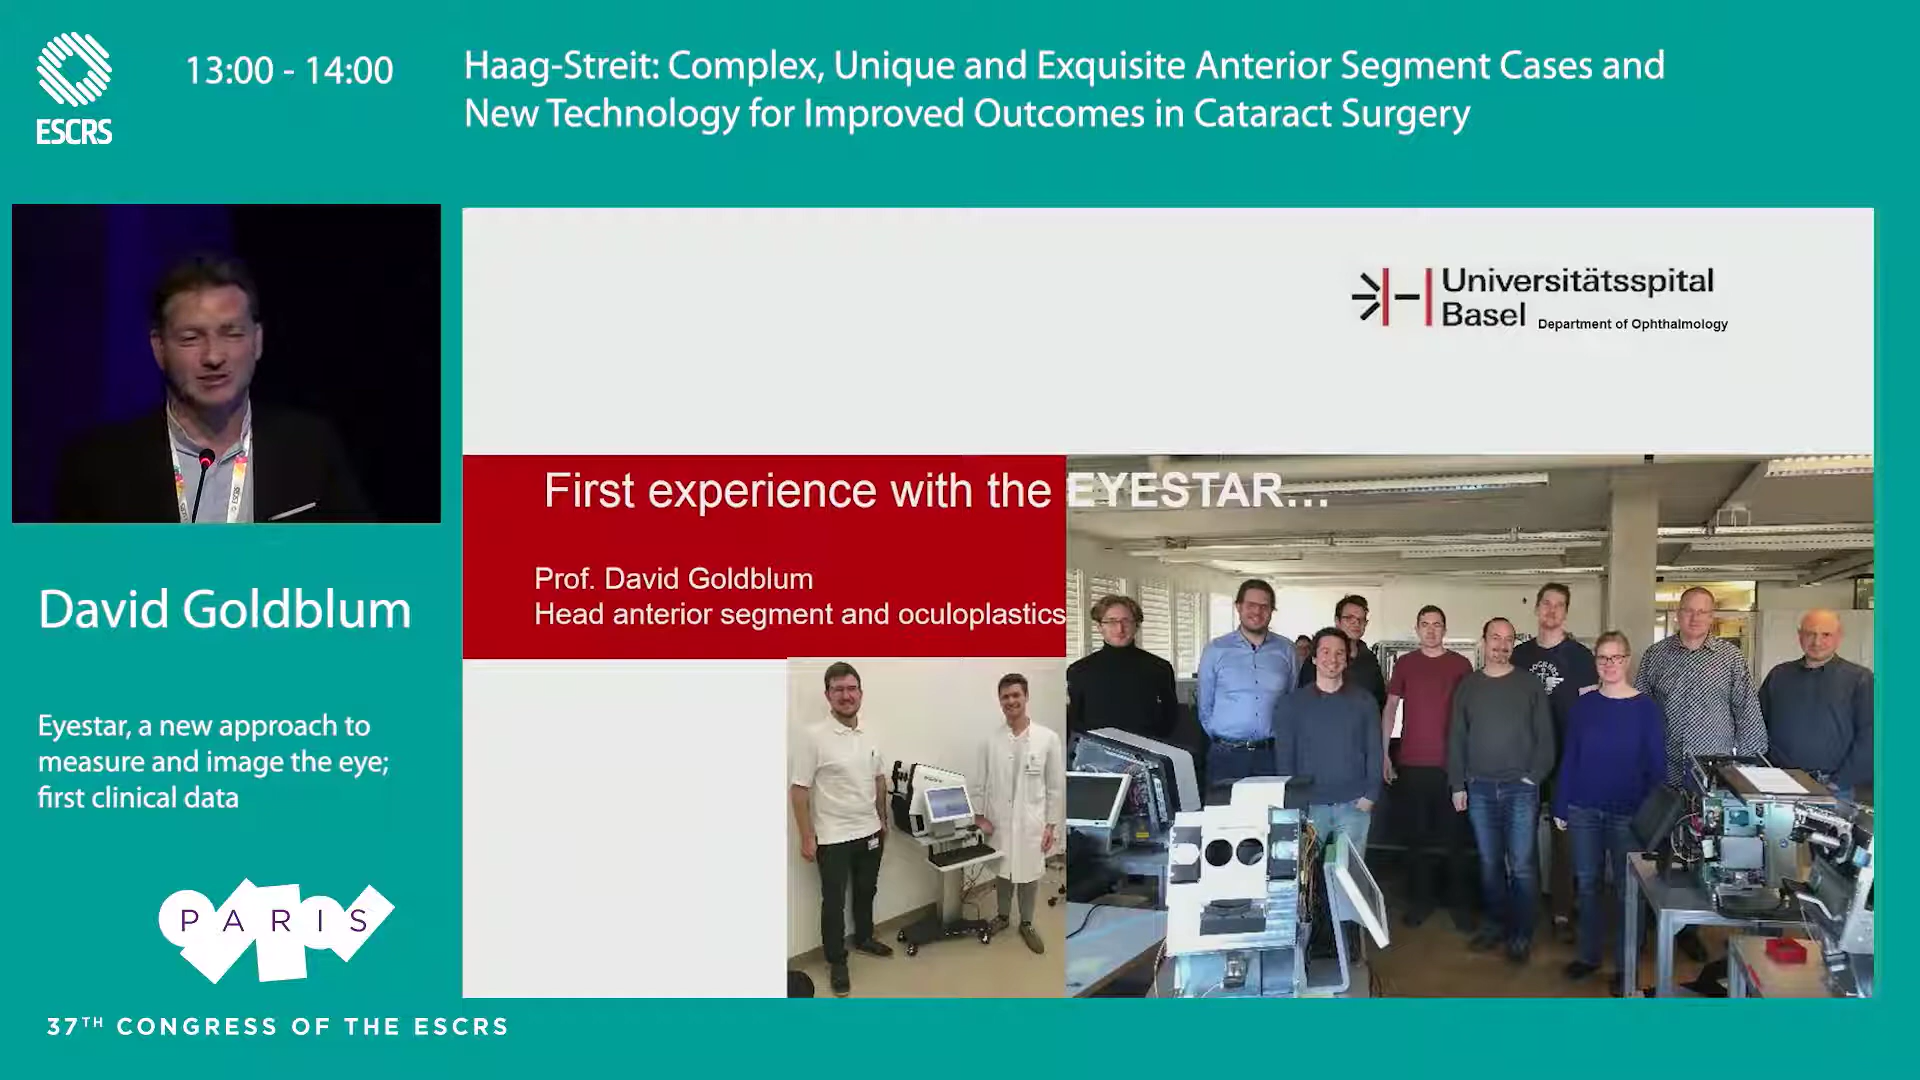 ESCRS
13:00 - 14:00
Haag-Streit: Complex, Unique and Exquisite Anterior Segment Cases and
New Technology for Improved Outcomes in Cataract Surgery
Universitätsspital
Basel Department of Ophthalmology
First experience with the EYESTAR...
Prof. David Goldblum
Head anterior segment and oculoplastics
David Goldblum
Eyestar, a new approach to
measure and image the eye;
first clinical data
PARIS
37TH CONGRESS OF THE ESCRS